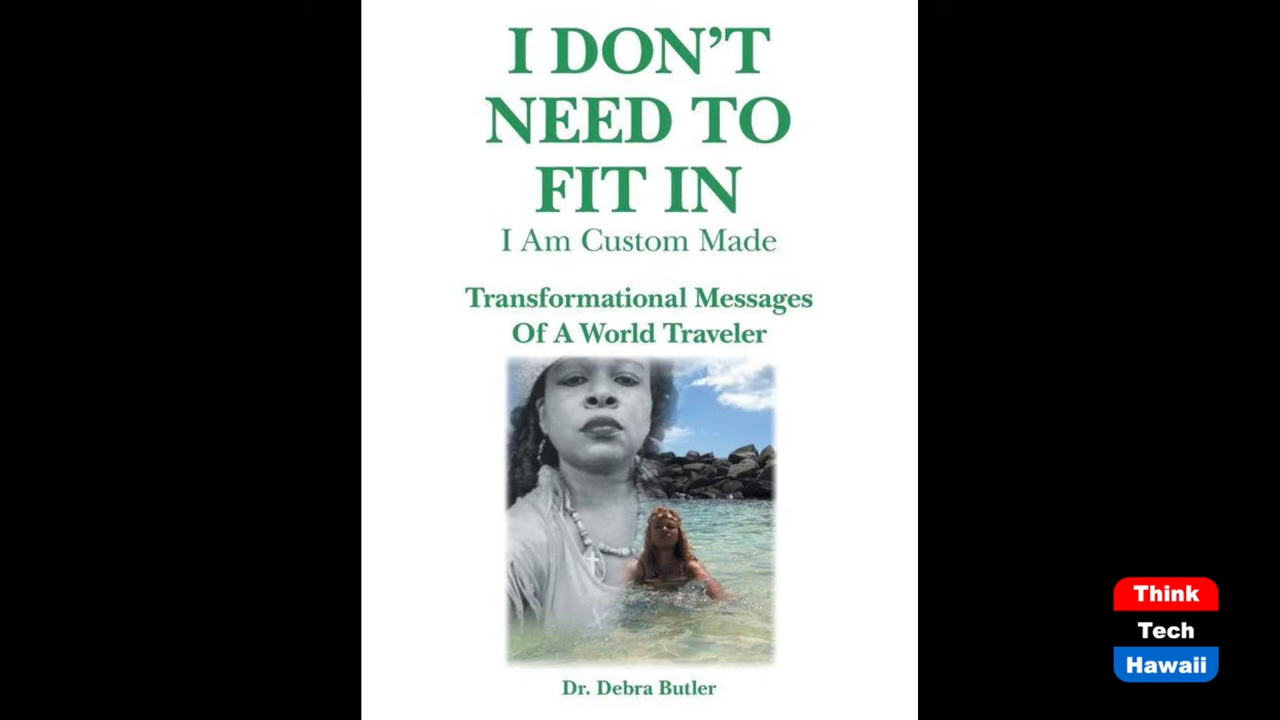 I DON’T
NEED TO
FIT IN
I Am Custom Made
Transformational Messages
Of A World Traveler
Dr. Debra Butler
Think
Tech
Hawaii